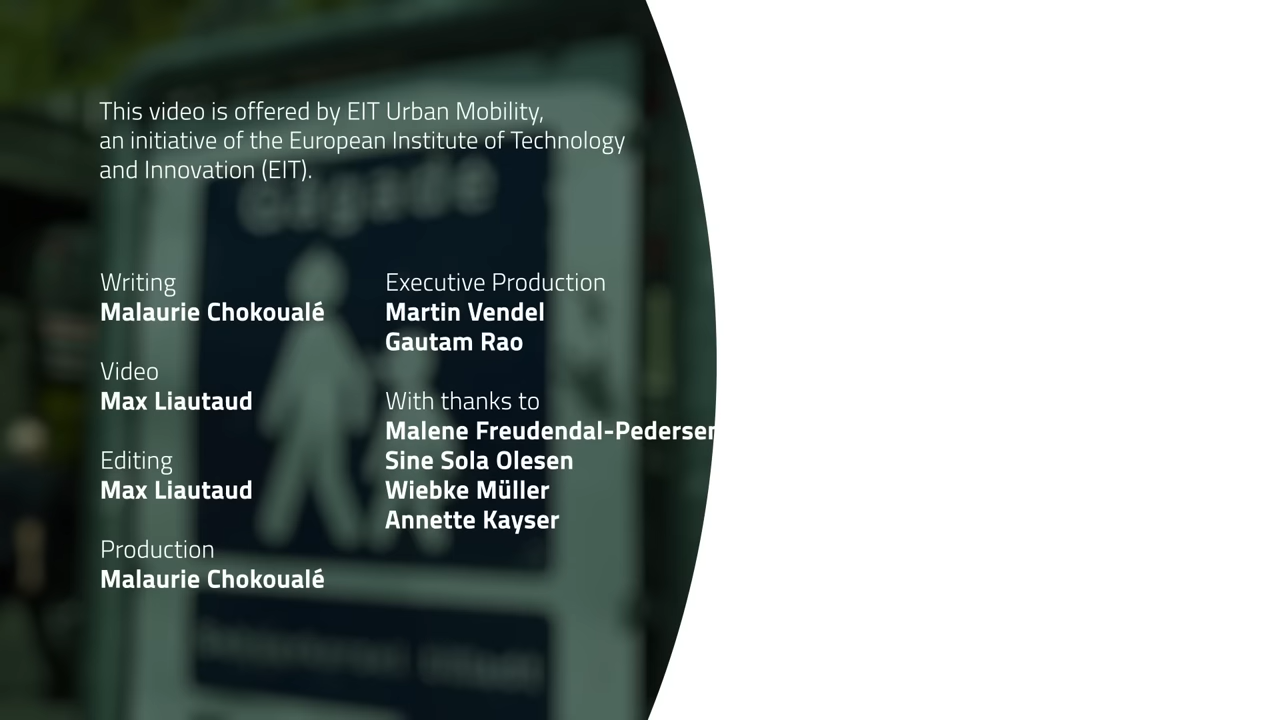 This video is offered by EIT Urban Mobility,
an initiative of the European Institute of Technology
and Innovation (EIT).
Writing
Malaurie Chokoualé
Video
Max Liautaud
Editing
Max Liautaud
Production
Malaurie Chokoualé
Executive Production
Martin Vendel
Gautam Rao
With thanks to
Malene Freudendal-Pedersen
Sine Sola Olesen
Wiebke Müller
Annette Kayser
Gågade